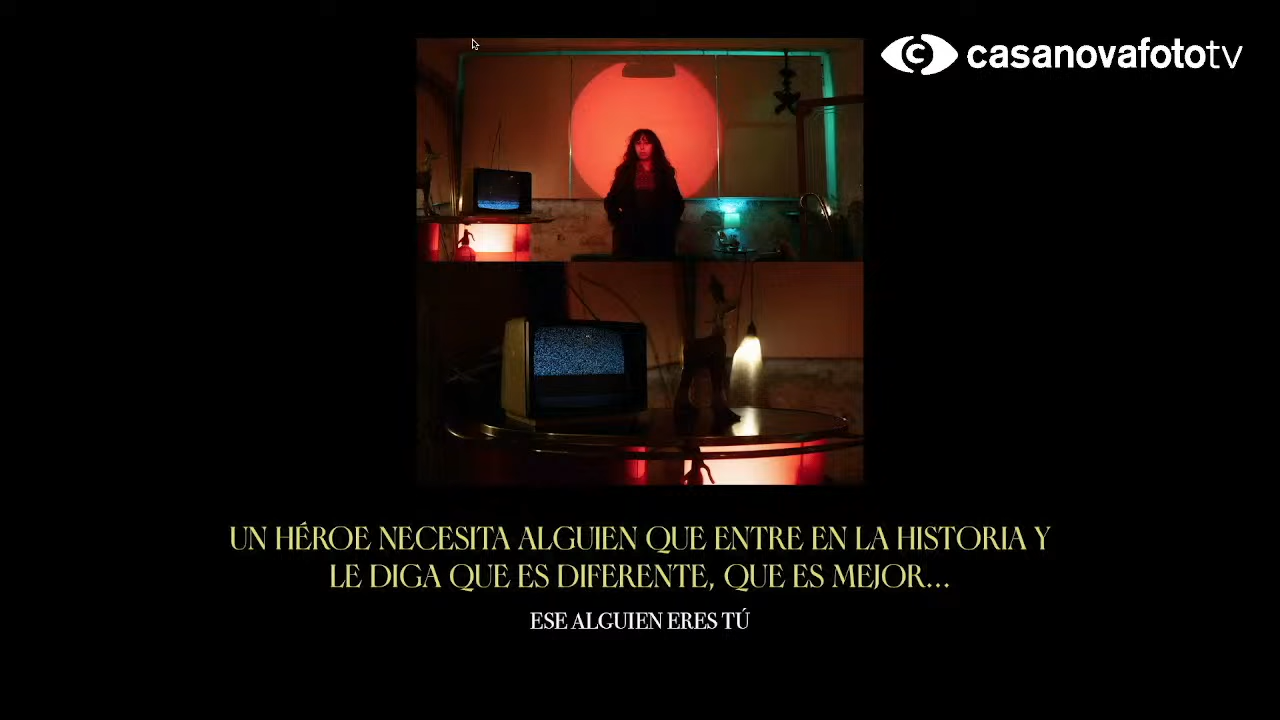 casanovafototv
UN HÉROE NECESITA ALGUIEN QUE ENTRE EN LA HISTORIA Y
LE DIGA QUE ES DIFERENTE, QUE ES MEJOR...
ESE ALGUIEN ERES TÚ